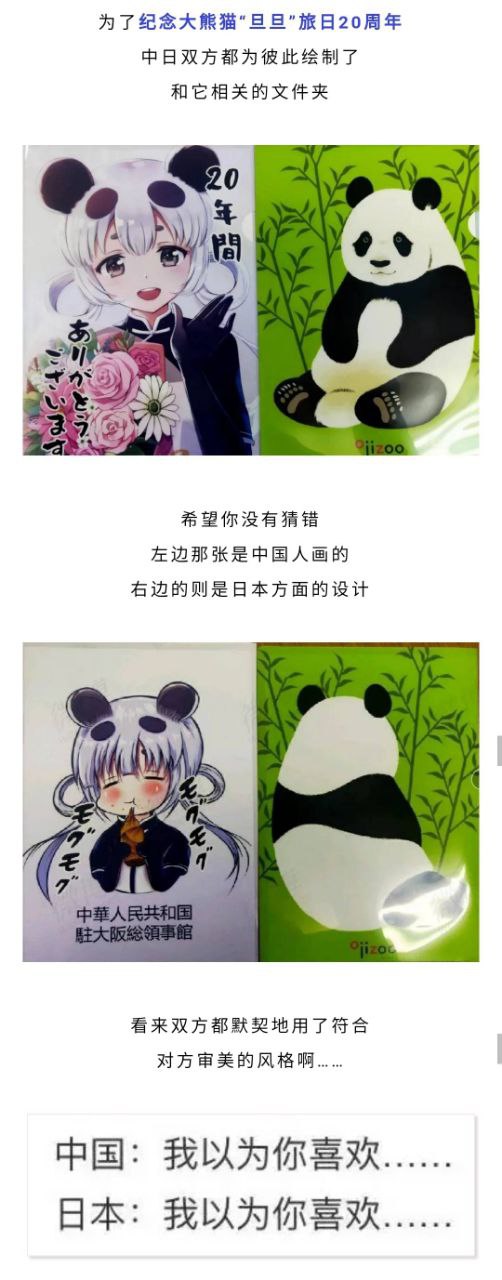 为了纪念大熊猫“旦旦”旅日20周年
中日双方都为彼此绘制了
和它相关的文件夹
20
年
間
ありがとう
ございます
ojizoo
希望你没有猜错
左边那张是中国人画的
右边的则是日本方面的设计
モグモグ
モグモグ
中華人民共和国
駐大阪総領事館
ojizoo
看来双方都默契地用了符合
对方审美的风格啊……
中国：我以为你喜欢……
日本：我以为你喜欢……